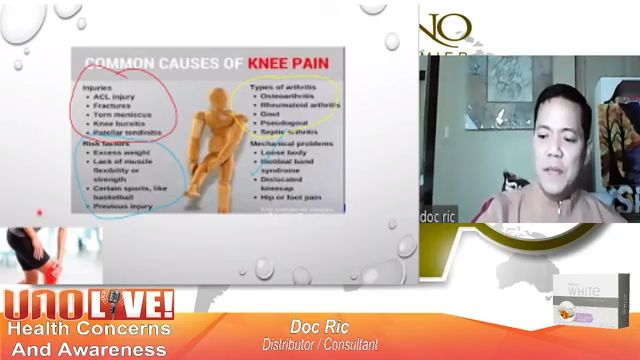 COMMON CAUSES OF KNEE PAIN
Injuries
• ACL injury
• Fractures
• Torn meniscus
• Knee bursitis
• Patellar tendinitis
Risk factors
• Excess weight
• Lack of muscle
flexibility or
strength
• Certain sports, like
basketball
• Previous injury
Types of arthritis
• Osteoarthritis
• Rheumatoid arthritis
• Gout
• Pseudogout
• Septic arthritis
Mechanical problems
• Loose body
• Iliotibial band
syndrome
• Dislocated
kneecap
• Hip or foot pain
NO
doc ric
UNO LIVE!
Health Concerns
And Awareness
Doc Ric
Distributor / Consultant
WHITE